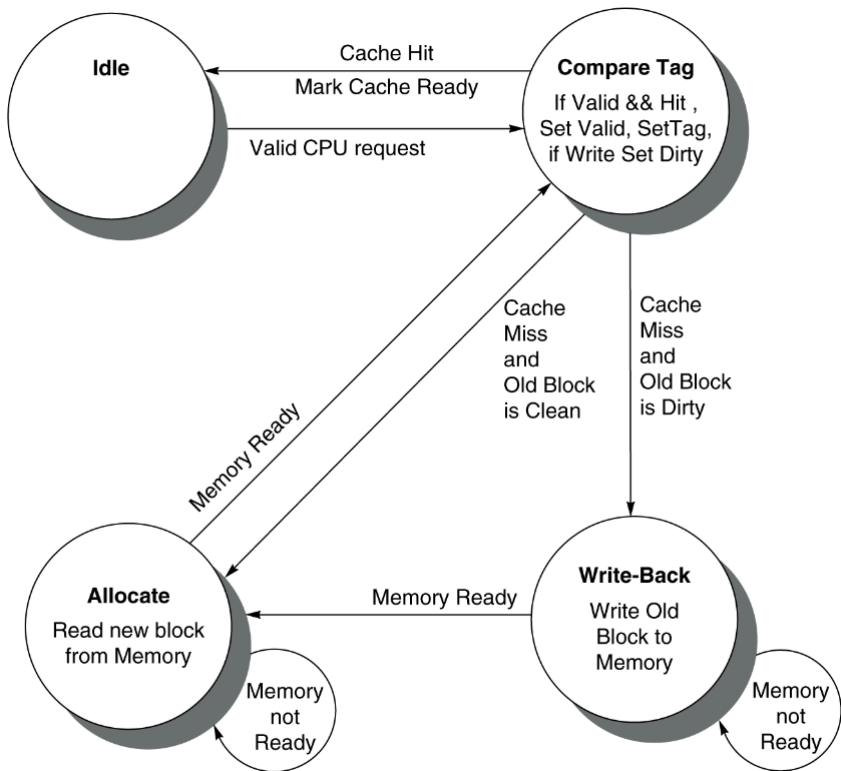 Idle
Cache Hit
Mark Cache Ready
Valid CPU request
Compare Tag
If Valid && Hit ,
Set Valid, SetTag,
if Write Set Dirty
Cache
Miss
and
Old Block
is Clean
Cache
Miss
and
Old Block
is Dirty
Memory Ready
Allocate
Read new block
from Memory
Memory
not
Ready
Memory Ready
Write-Back
Write Old
Block to
Memory
Memory
not
Ready